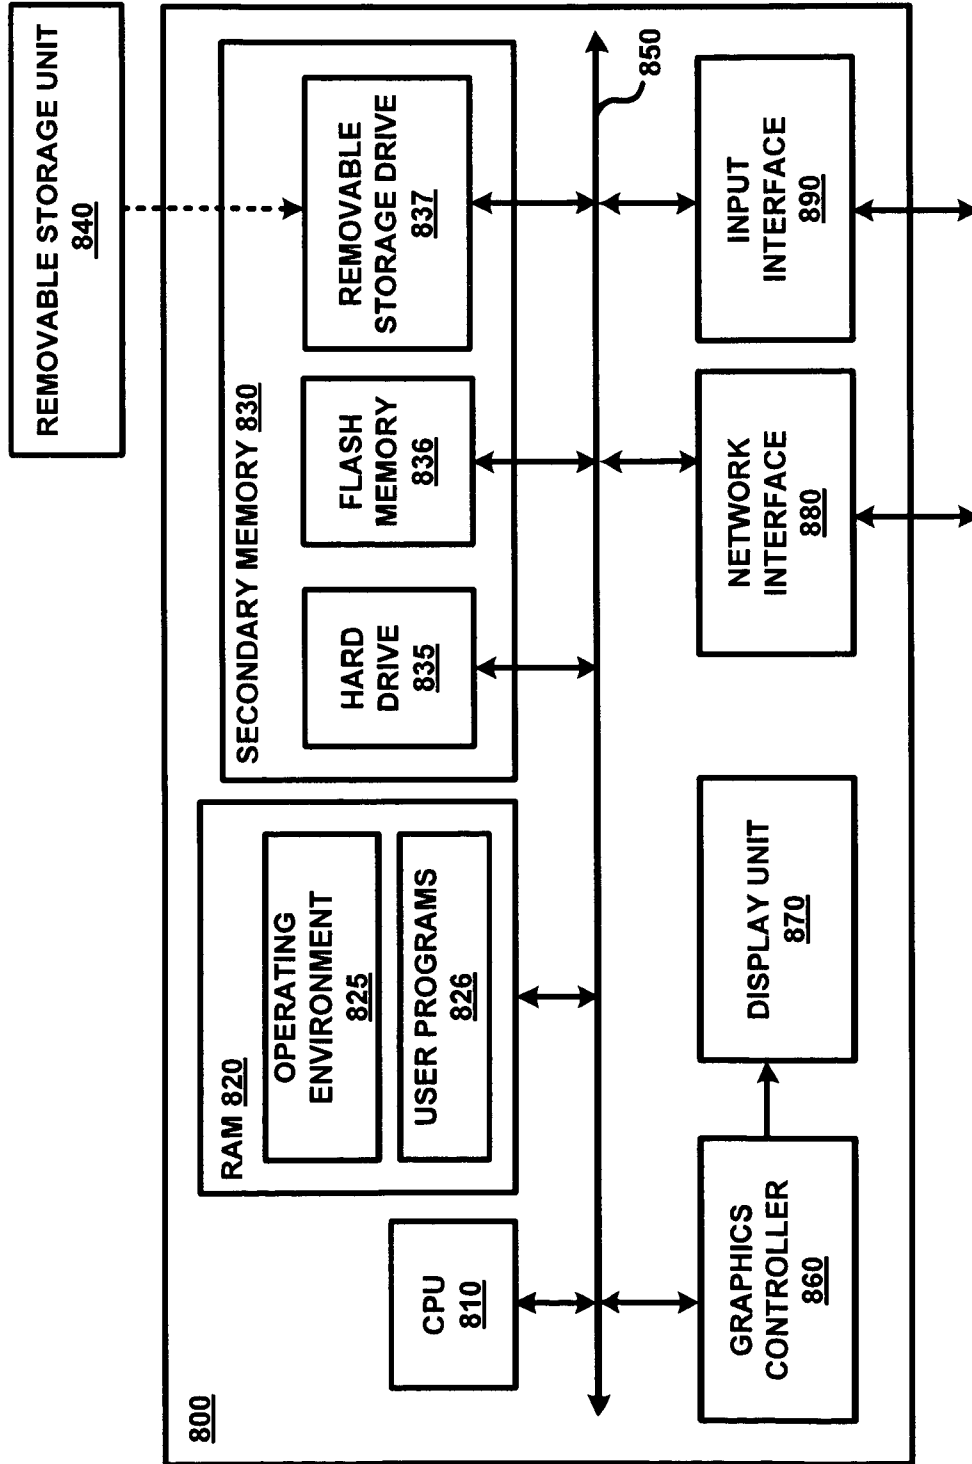 REMOVABLE STORAGE UNIT
840
800
CPU
810
RAM 820
OPERATING
ENVIRONMENT
825
USER PROGRAMS
826
SECONDARY MEMORY 830
HARD
DRIVE
835
FLASH
MEMORY
836
REMOVABLE
STORAGE DRIVE
837
850
GRAPHICS
CONTROLLER
860
DISPLAY UNIT
870
NETWORK
INTERFACE
880
INPUT
INTERFACE
890